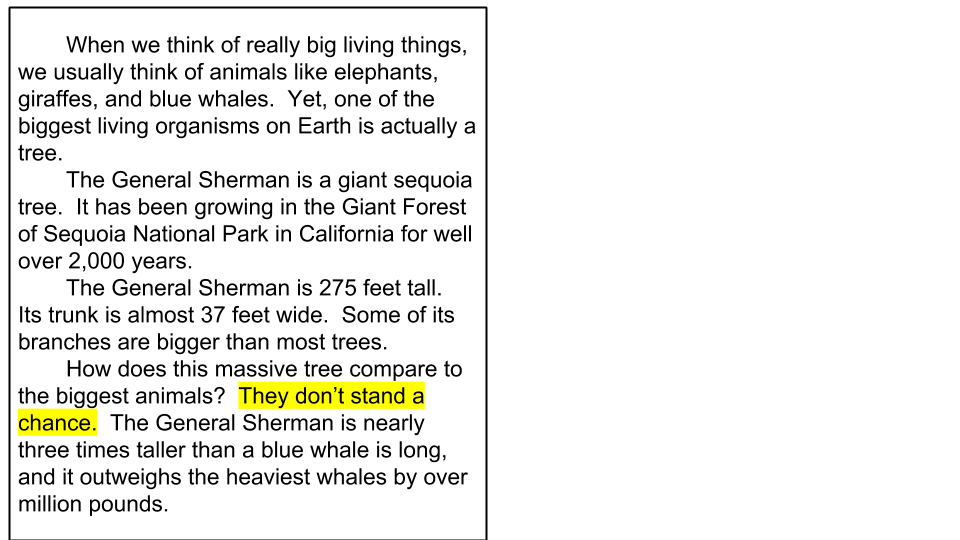 When we think of really big living things,
we usually think of animals like elephants,
giraffes, and blue whales.  Yet, one of the
biggest living organisms on Earth is actually a
tree.
The General Sherman is a giant sequoia
tree.  It has been growing in the Giant Forest
of Sequoia National Park in California for well
over 2,000 years.
The General Sherman is 275 feet tall.
Its trunk is almost 37 feet wide.  Some of its
branches are bigger than most trees.
How does this massive tree compare to
the biggest animals?  They don’t stand a
chance.  The General Sherman is nearly
three times taller than a blue whale is long,
and it outweighs the heaviest whales by over
million pounds.